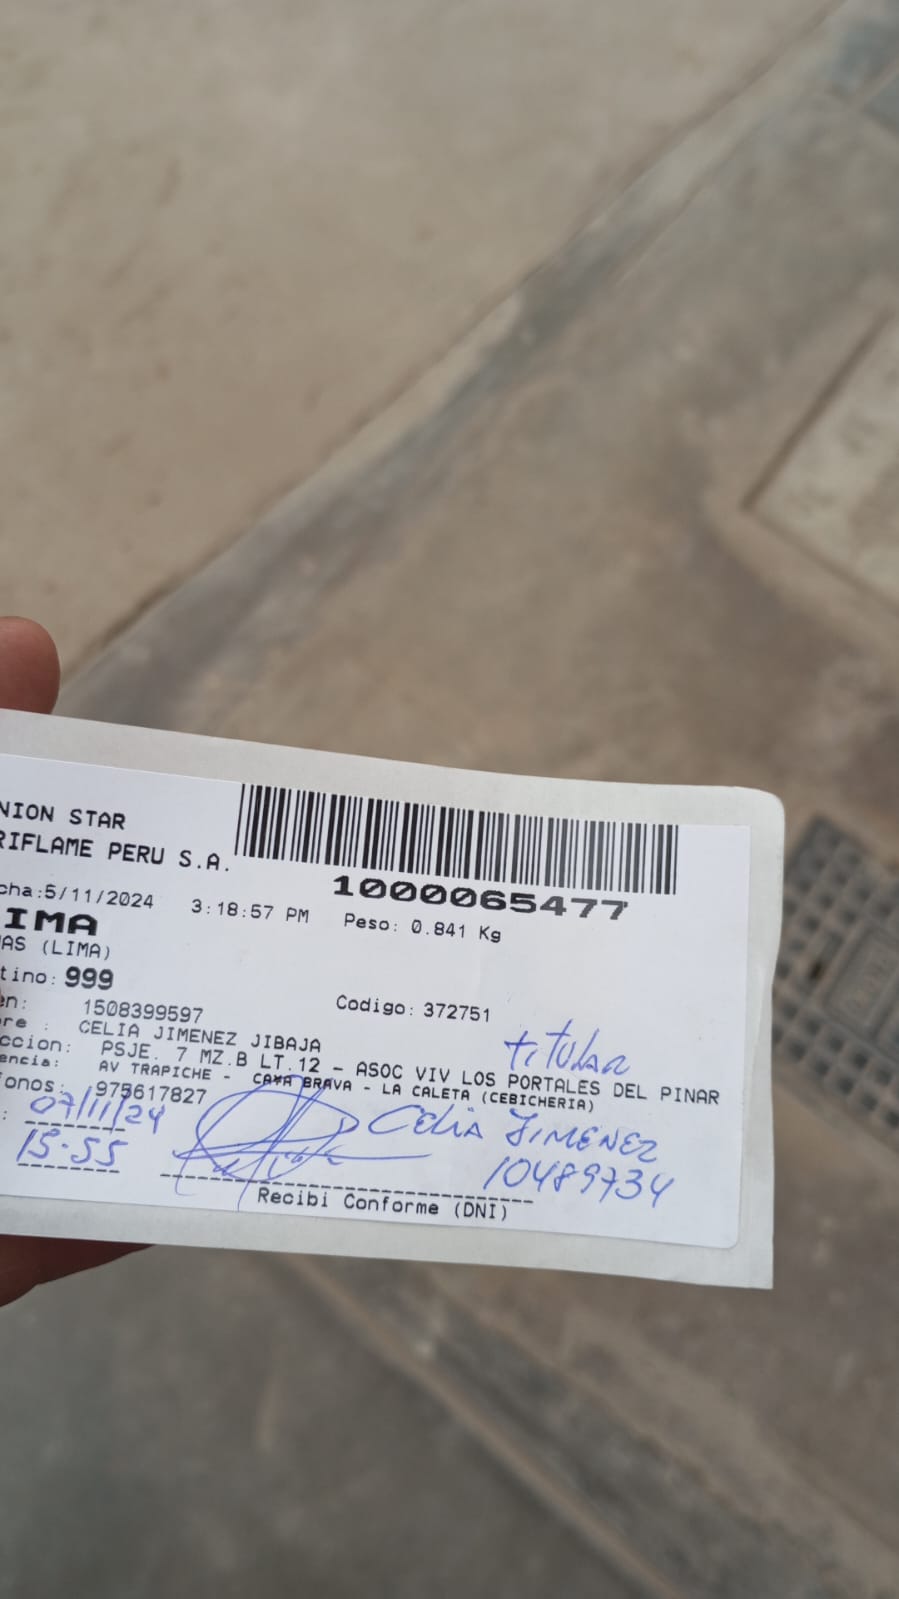 NION STAR
RIFLAME PERU S.A.
1000065477
cha:5/11/2024 3:18:57 PM Peso: 0.841 Kg
IMA
AS (LIMA)
tino: 999
en: 1508399597 Codigo: 372751
re : CELIA JIMENEZ JIBAJA
titular
ccion: PSJE. 7 MZ.B LT.12 - ASOC VIV LOS PORTALES DEL PINAR
encia: AV TRAPICHE - CAMA BRAVA - LA CALETA (CEBICHERIA)
onos: 975617827
: 07/11/24
Celia JIMENEZ
15.55
10489734
Recibi Conforme (DNI)